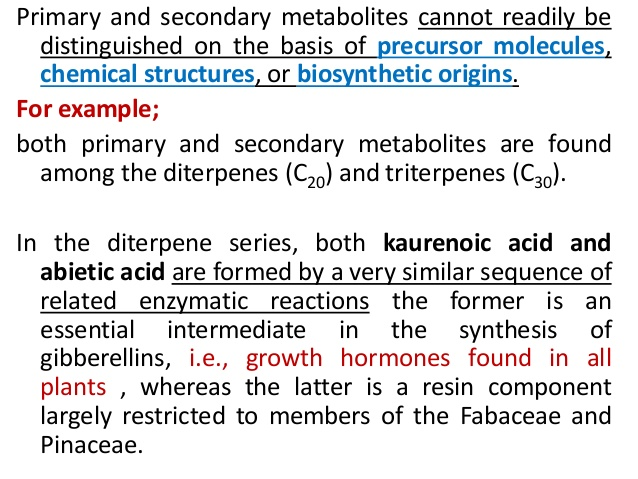 Primary and secondary metabolites cannot readily be
distinguished on the basis of precursor molecules,
chemical structures, or biosynthetic origins.
For example;
both primary and secondary metabolites are found
among the diterpenes (C20) and triterpenes (C30).
In the diterpene series, both kaurenoic acid and
abietic acid are formed by a very similar sequence of
related enzymatic reactions the former is an
essential intermediate in the synthesis of
gibberellins, i.e., growth hormones found in all
plants , whereas the latter is a resin component
largely restricted to members of the Fabaceae and
Pinaceae.